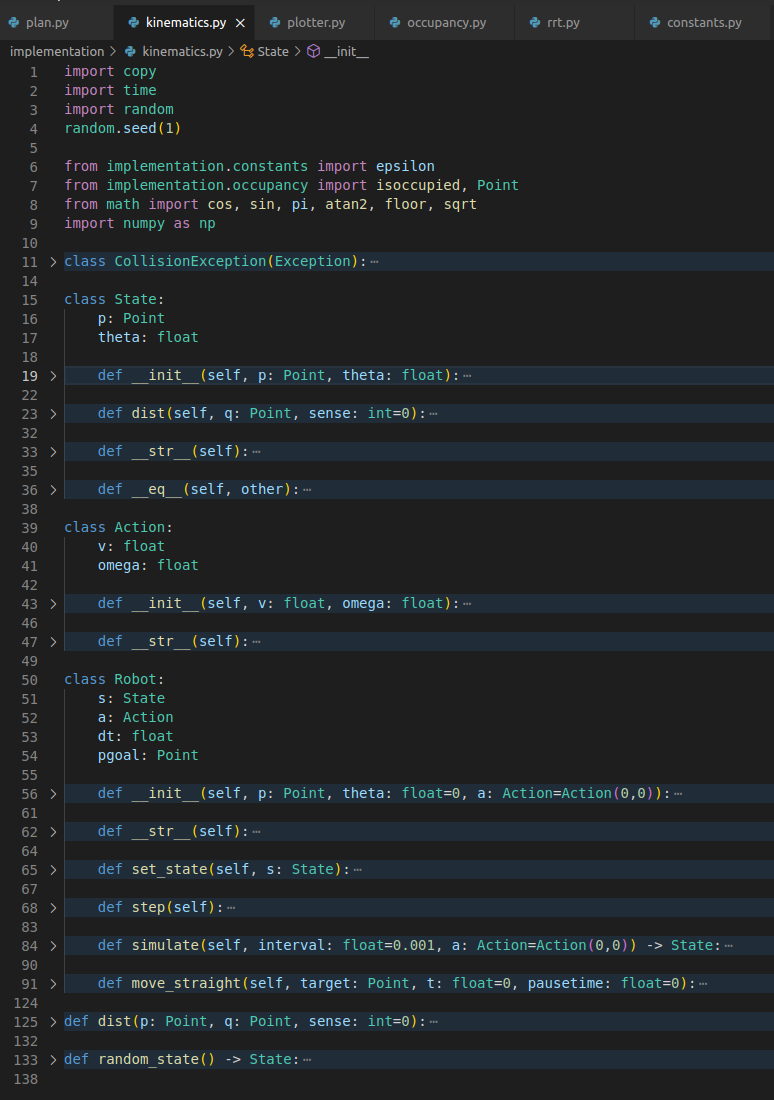 plan.py kinematics.py × plotter.py occupancy.py rrt.py constants.py
implementation > kinematics.py > State > __init__
1 import copy
2 import time
3 import random
4 random.seed(1)
5
6 from implementation.constants import epsilon
7 from implementation.occupancy import isoccupied, Point
8 from math import cos, sin, pi, atan2, floor, sqrt
9 import numpy as np
10
11 > class CollisionException(Exception): ⋯
14
15 class State:
16     p: Point
17     theta: float
18
19 >     def __init__(self, p: Point, theta: float): ⋯
22
23 >     def dist(self, q: Point, sense: int=0): ⋯
32
33 >     def __str__(self): ⋯
35
36 >     def __eq__(self, other): ⋯
38
39 class Action:
40     v: float
41     omega: float
42
43 >     def __init__(self, v: float, omega: float): ⋯
46
47 >     def __str__(self): ⋯
49
50 class Robot:
51     s: State
52     a: Action
53     dt: float
54     pgoal: Point
55
56 >     def __init__(self, p: Point, theta: float=0, a: Action=Action(0,0)): ⋯
61
62 >     def __str__(self): ⋯
64
65 >     def set_state(self, s: State): ⋯
67
68 >     def step(self): ⋯
83
84 >     def simulate(self, interval: float=0.001, a: Action=Action(0,0)) -> State: ⋯
90
91 >     def move_straight(self, target: Point, t: float=0, pausetime: float=0): ⋯
124
125 > def dist(p: Point, q: Point, sense: int=0): ⋯
132
133 > def random_state() -> State: ⋯
138